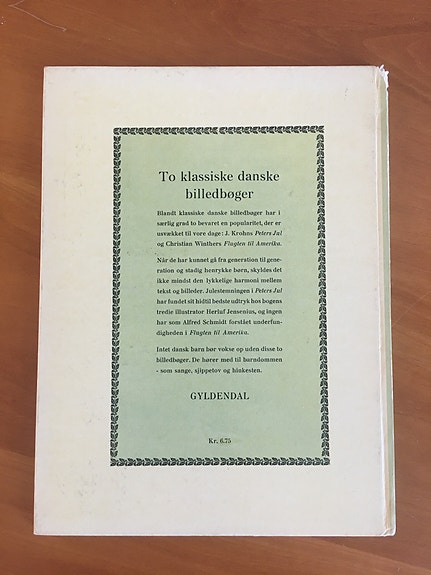 To klassiske danske
billedbøger
Blandt klassiske danske billedbøger har i
særlig grad to bevaret en popularitet, der er
usvækket til vore dage: J. Krohns Peters Jul
og Christian Winthers Flugten til Amerika.
Når de har kunnet gå fra generation til gene-
ration og stadig henrykke børn, skyldes det
ikke mindst den lykkelige harmoni mellem
tekst og billeder. Julestemningen i Peters Jul
har fundet sit hidtil bedste udtryk hos bogens
tredie illustrator Herluf Jensenius, og ingen
har som Alfred Schmidt forstået underfun-
digheden i Flugten til Amerika.
Intet dansk barn bør vokse op uden disse to
billedbøger. De hører med til barndommen
- som sange, sjippetov og hinkesten.
GYLDENDAL
Kr. 6.75